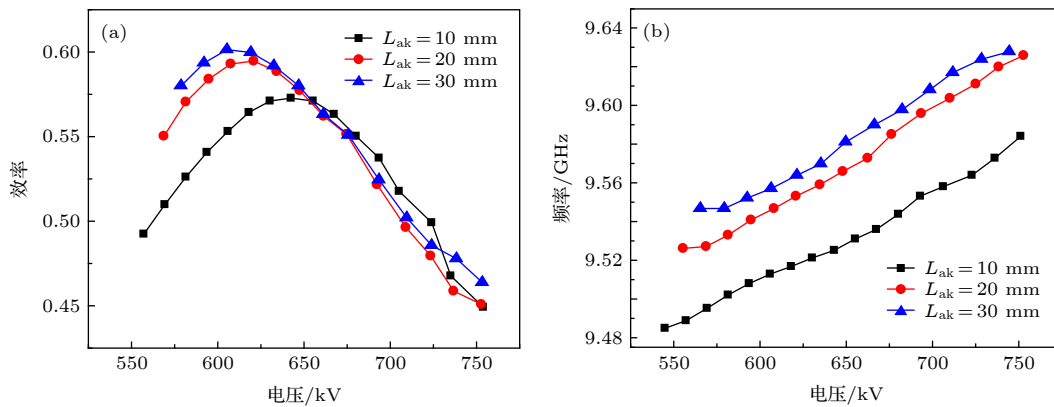 (a)
L_ak = 10 mm
L_ak = 20 mm
L_ak = 30 mm
0.60
0.55
0.50
0.45
效率
550 600 650 700 750
电压/kV
(b)
9.64
9.60
9.56
9.52
9.48
频率/GHz
L_ak = 10 mm
L_ak = 20 mm
L_ak = 30 mm
550 600 650 700 750
电压/kV